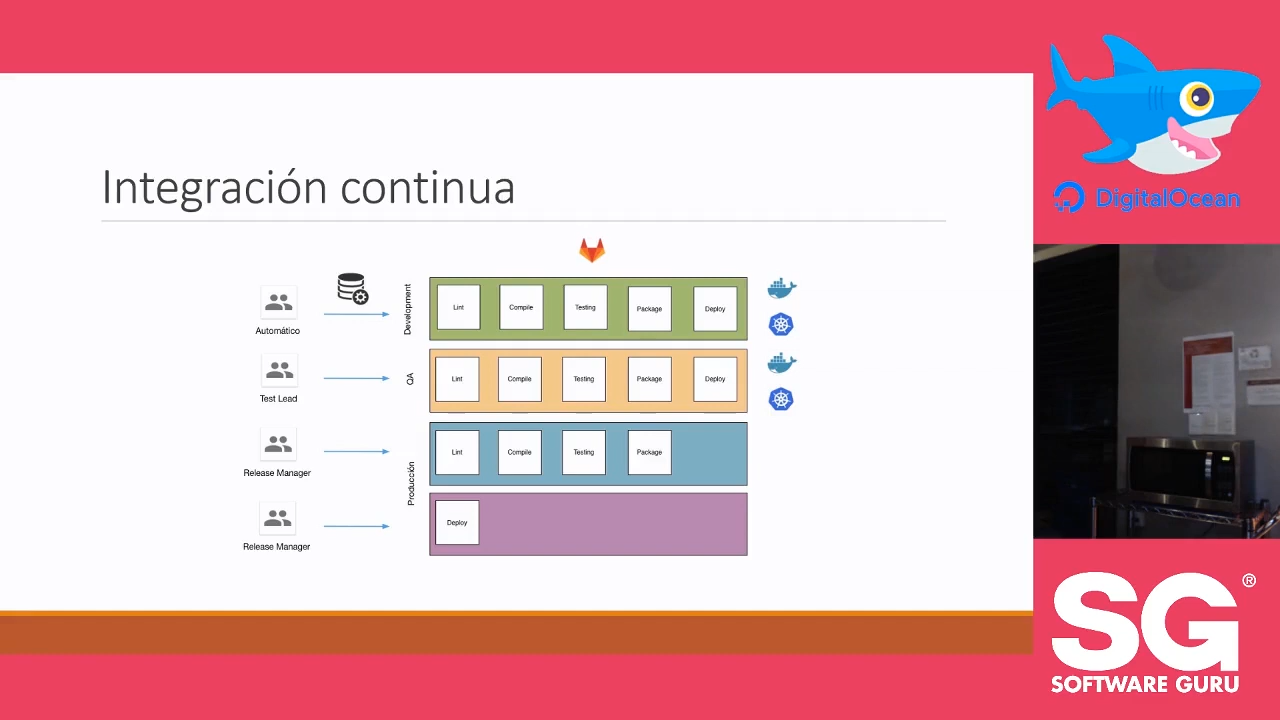 Integración continua
Automático
Development
Lint
Compile
Testing
Package
Deploy
Test Lead
QA
Lint
Compile
Testing
Package
Deploy
Release Manager
Producción
Lint
Compile
Testing
Package
Release Manager
Deploy
DigitalOcean
SG®
SOFTWARE GURU